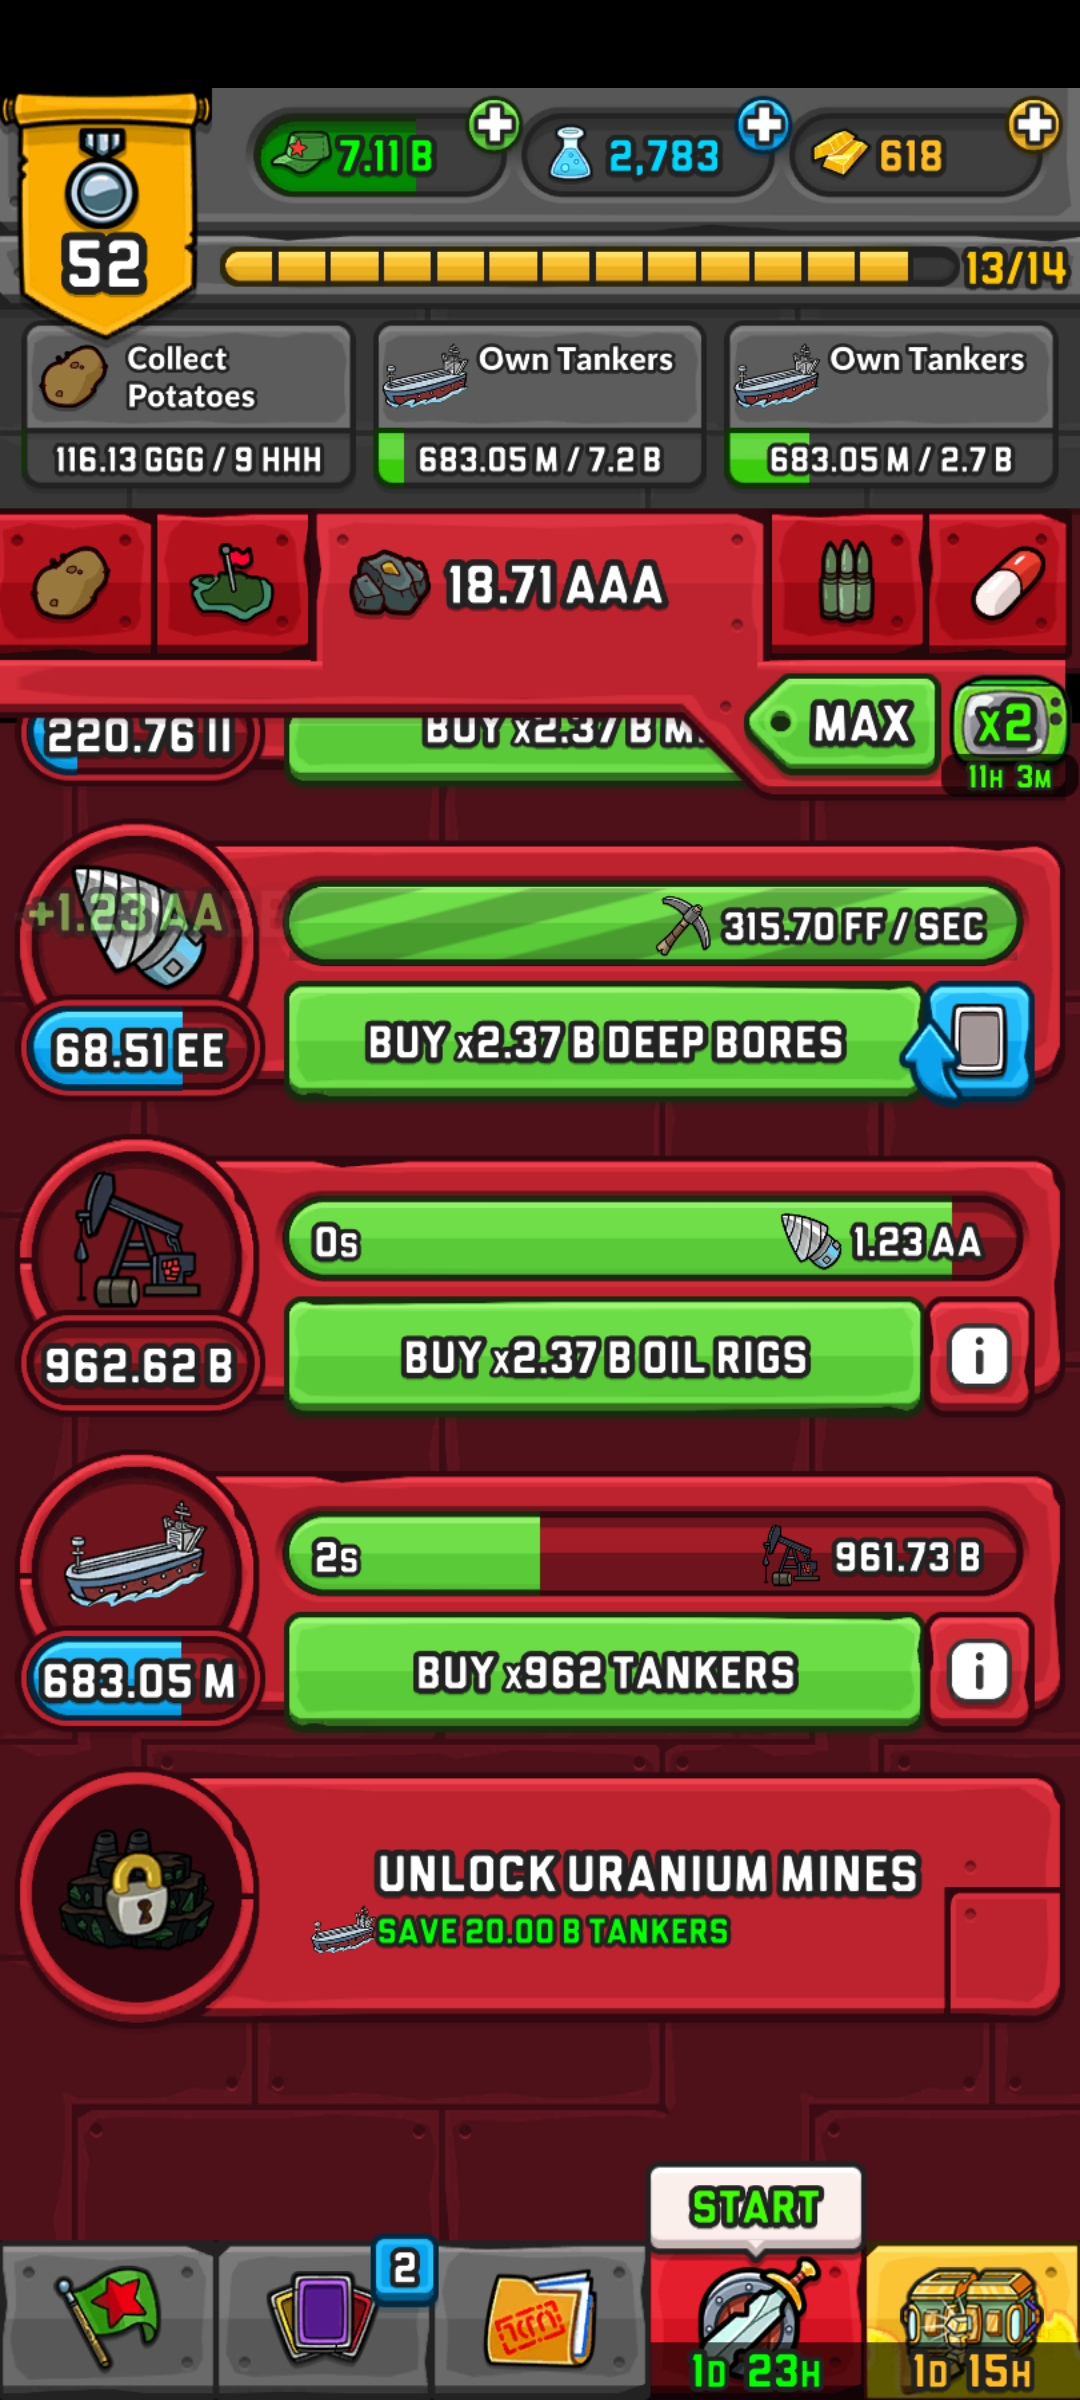 7.11 B
2,783
618
52
13/14
Collect
Potatoes
116.13 GGG / 9 HHH
Own Tankers
683.05 M / 7.2 B
Own Tankers
683.05 M / 2.7 B
18.71 AAA
MAX
x2
11H 3M
220.76 II
BUY x2.37 B M
+1.23 AA
315.70 FF / SEC
68.51 EE
BUY x2.37 B DEEP BORES
0s
1.23 AA
962.62 B
BUY x2.37 B OIL RIGS
i
2s
961.73 B
683.05 M
BUY x962 TANKERS
i
UNLOCK URANIUM MINES
SAVE 20.00 B TANKERS
START
2
1D 23H
1D 15H